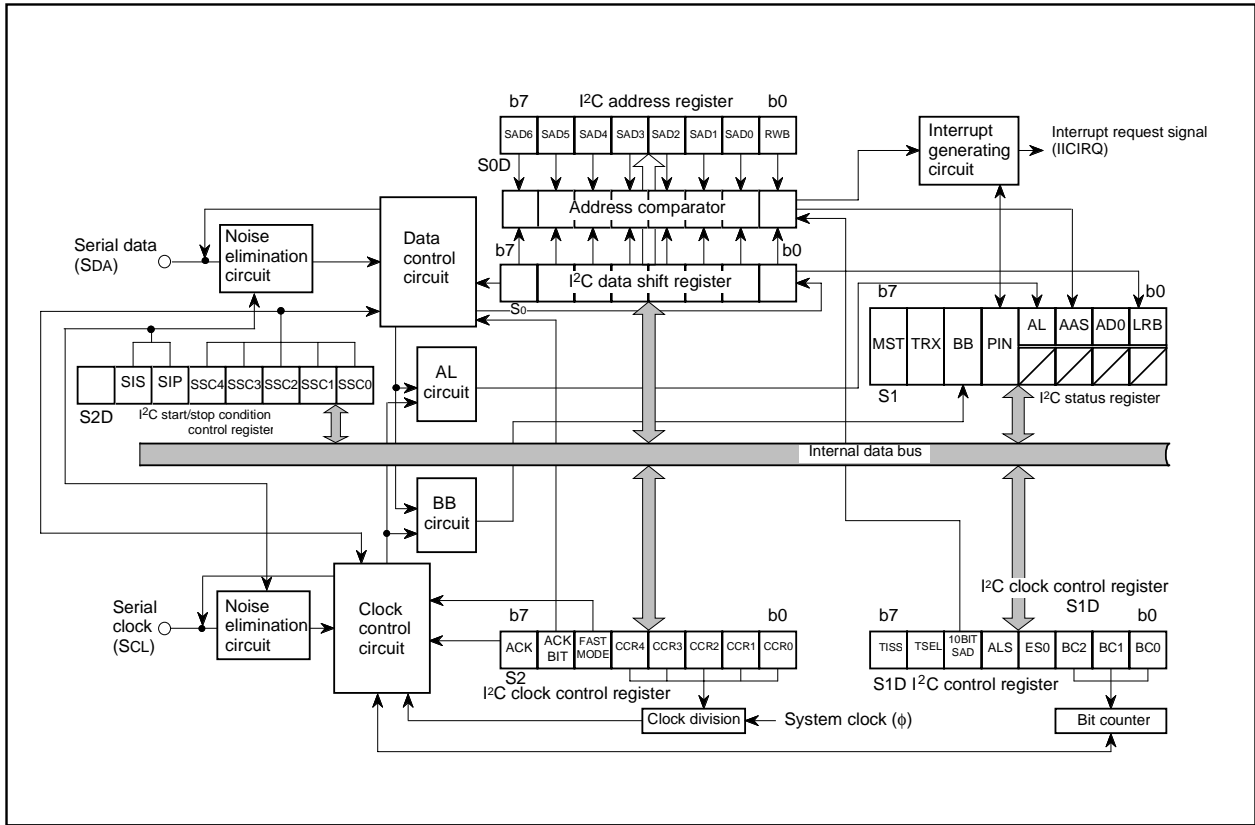 b7 I²C address register b0
SAD6 SAD5 SAD4 SAD3 SAD2 SAD1 SAD0 RWB
S0D
Interrupt
generating
circuit
Interrupt request signal
(IICIRQ)
Address comparator
Serial data
(SDA)
Noise
elimination
circuit
Data
control
circuit
b7 b0
I²C data shift register
S0
b7 b0
MST TRX BB PIN AL AAS AD0 LRB
S1
I²C status register
SIS SIP SSC4 SSC3 SSC2 SSC1 SSC0
S2D
I²C start/stop condition
control register
AL
circuit
Internal data bus
BB
circuit
Serial
clock
(SCL)
Noise
elimination
circuit
Clock
control
circuit
b7 b0
ACK ACK BIT FAST MODE CCR4 CCR3 CCR2 CCR1 CCR0
S2
I²C clock control register
Clock division
System clock (ϕ)
I²C clock control register
S1D
b7 b0
TISS TSEL 10BIT SAD ALS ES0 BC2 BC1 BC0
S1D I²C control register
Bit counter